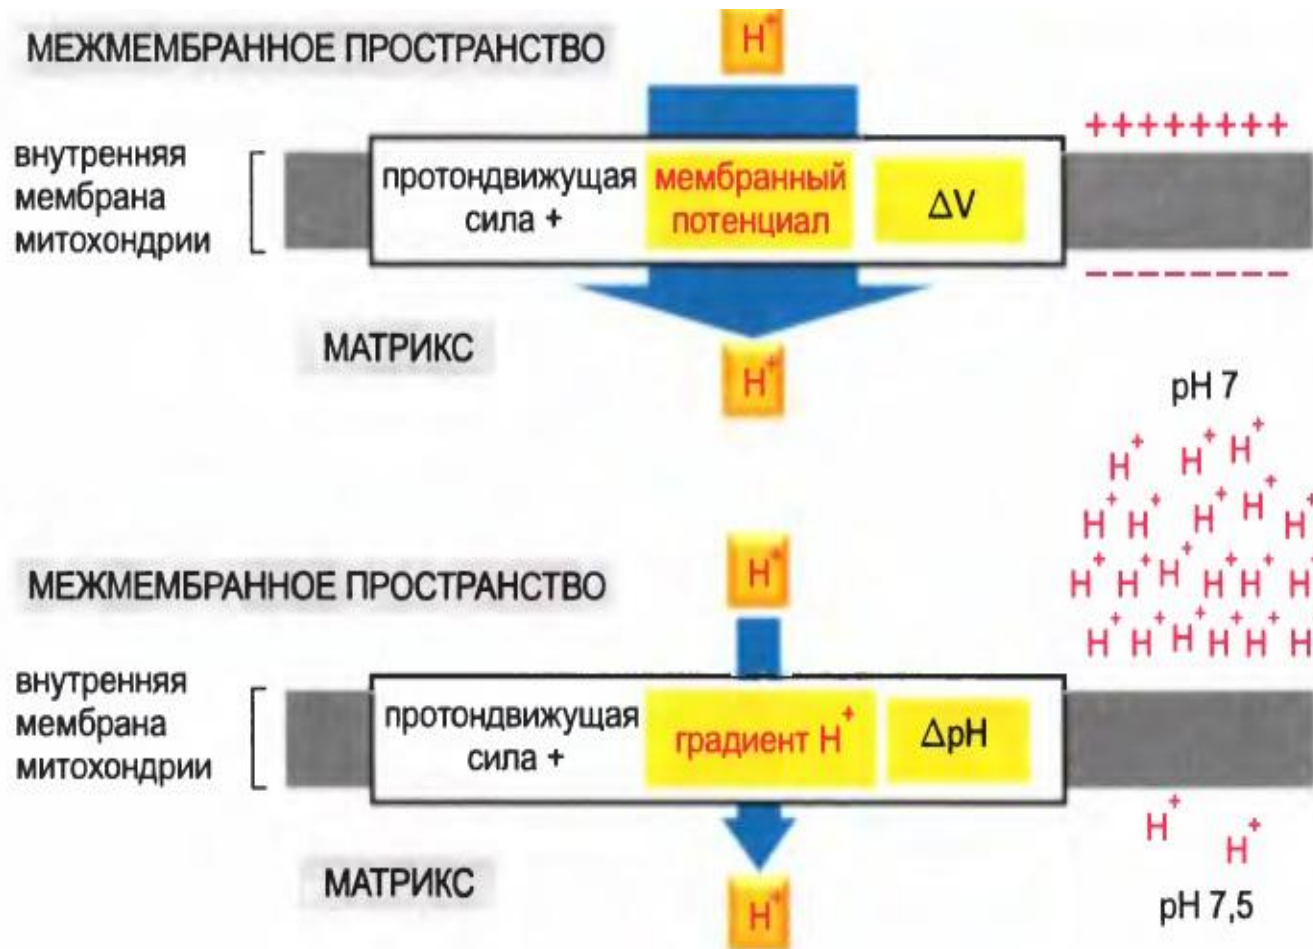 H⁺
МЕЖМЕМБРАННОЕ ПРОСТРАНСТВО
++++++++
внутренняя
мембрана
митохондрии
протондвижущая
сила +
мембранный
потенциал
ΔV
--------
МАТРИКС
H⁺
pH 7
H⁺ H⁺ H⁺
H⁺ H⁺ H⁺ H⁺ H⁺
H⁺ H⁺ H⁺ H⁺ H⁺ H⁺
H⁺ H⁺ H⁺ H⁺ H⁺ H⁺
H⁺
МЕЖМЕМБРАННОЕ ПРОСТРАНСТВО
внутренняя
мембрана
митохондрии
протондвижущая
сила +
градиент H⁺
ΔpH
H⁺ H⁺
МАТРИКС
H⁺
pH 7,5